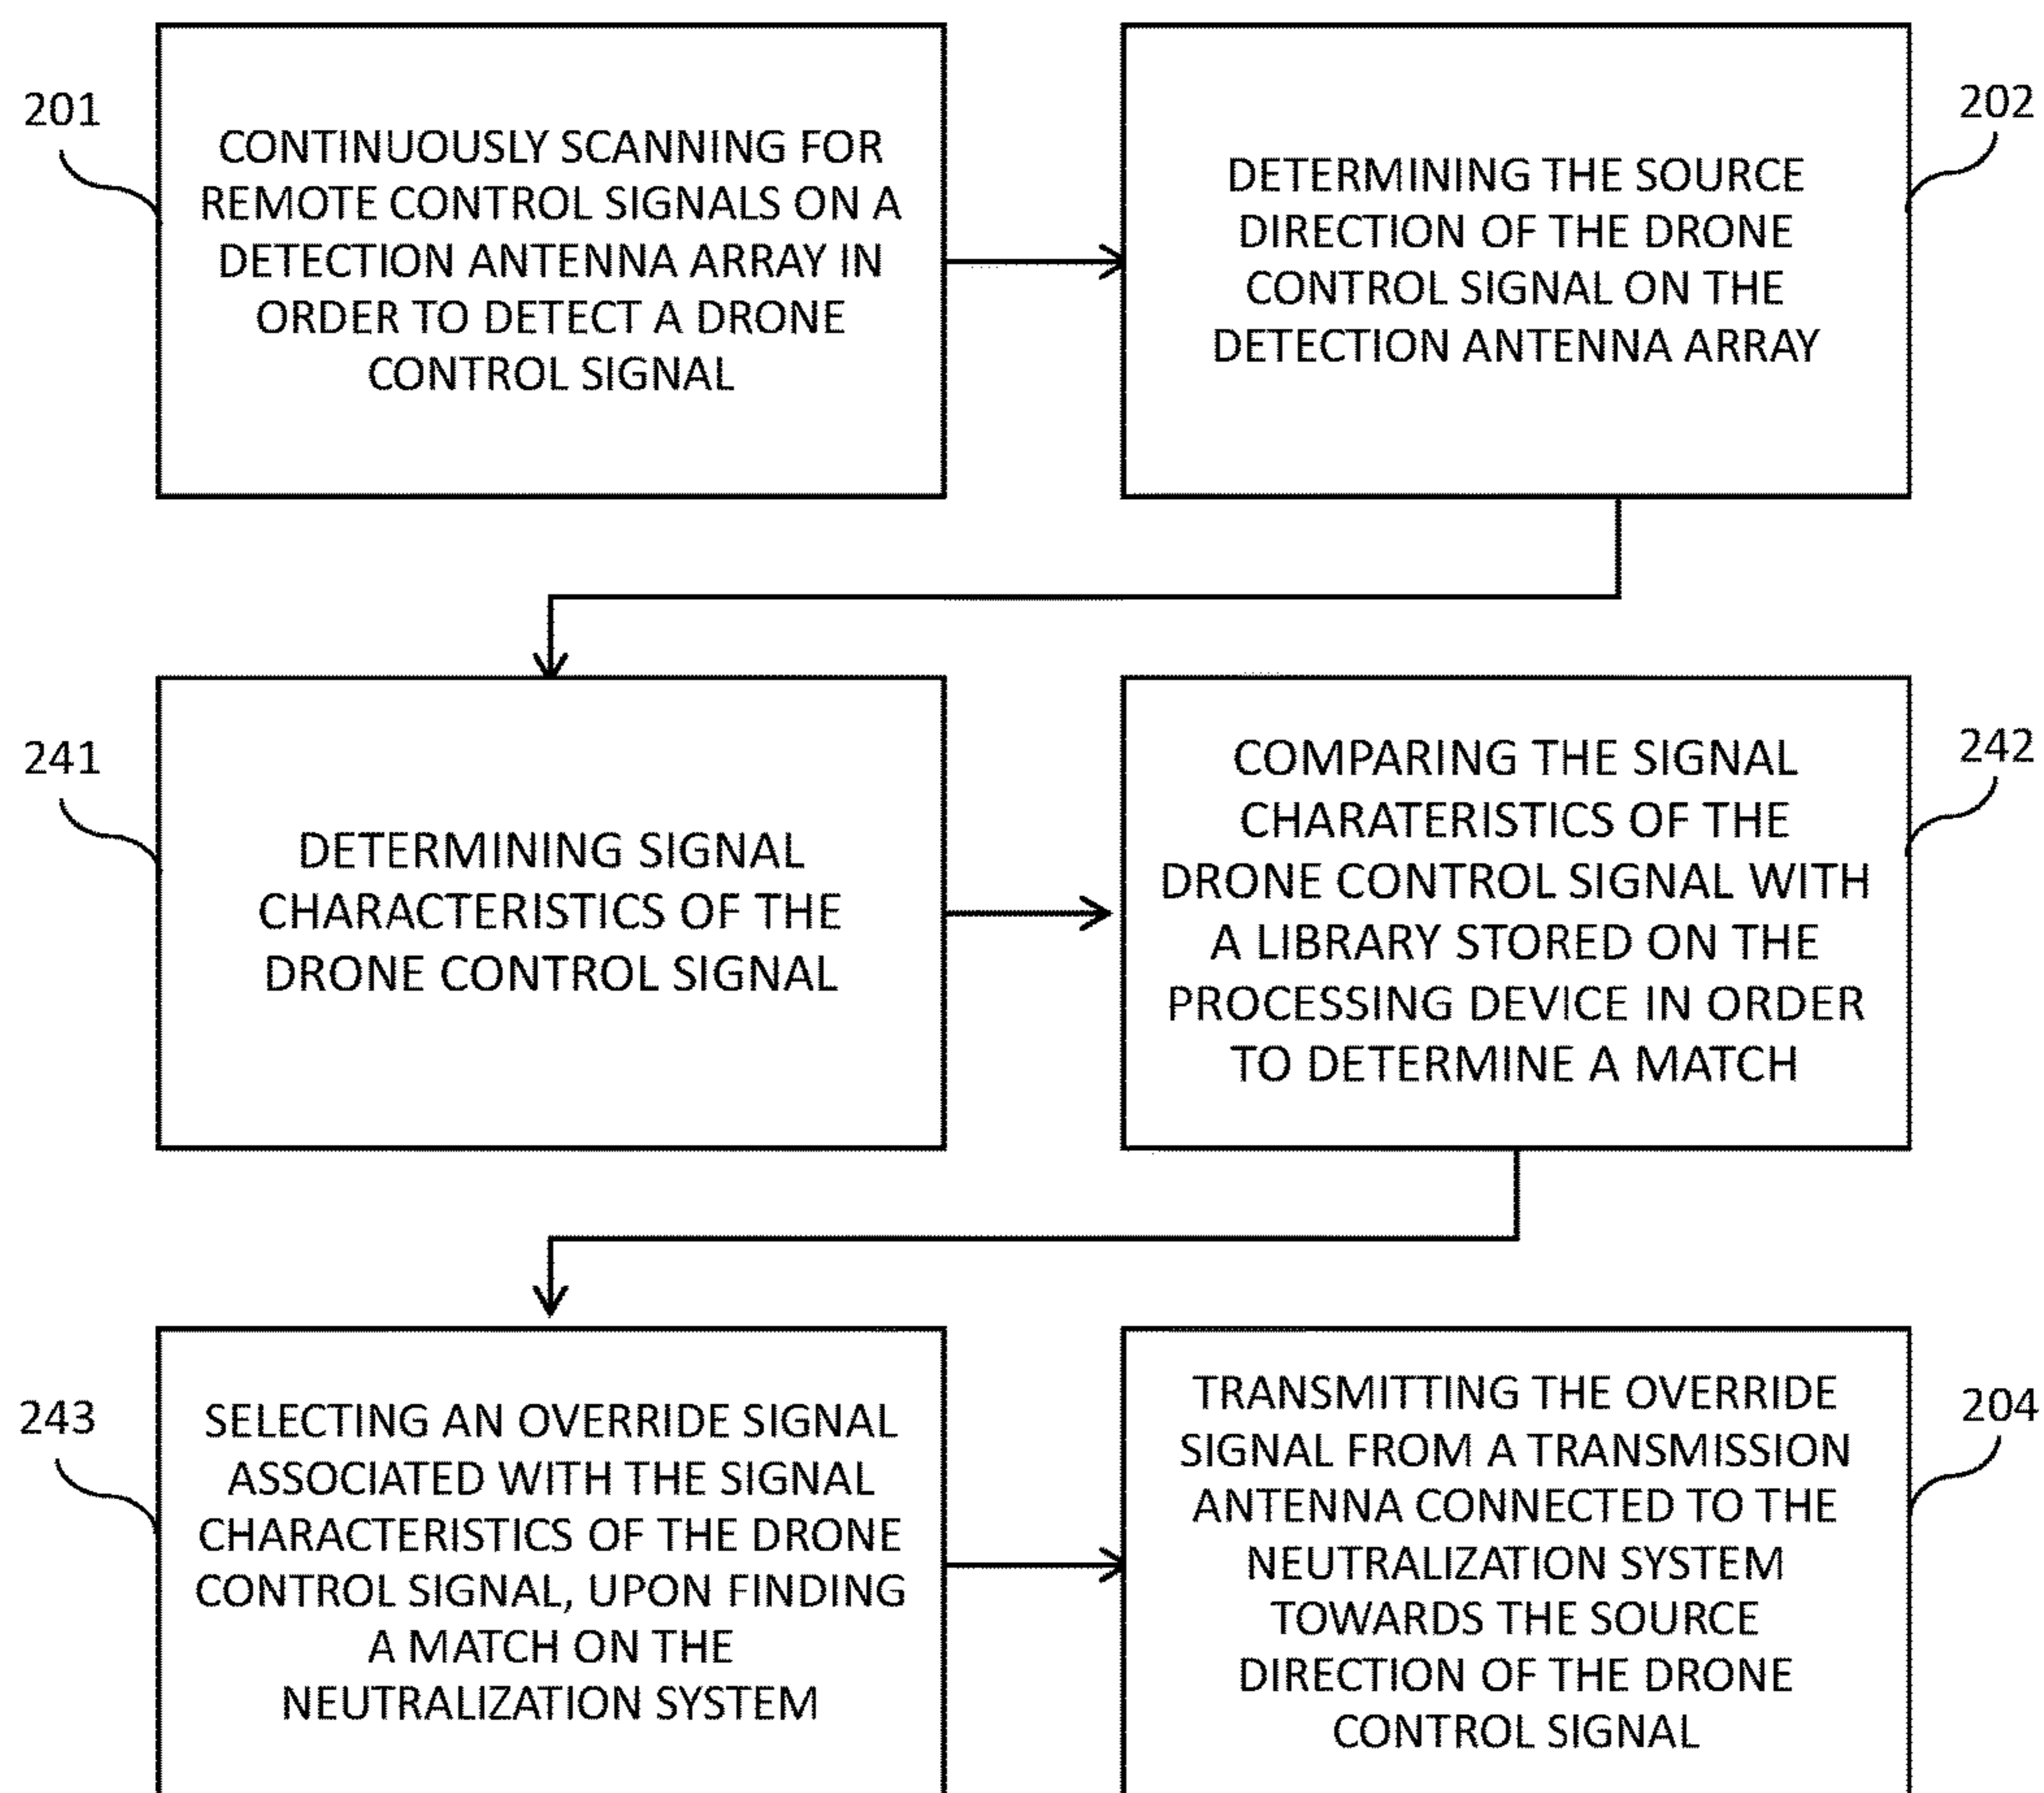 201
CONTINUOUSLY SCANNING FOR
REMOTE CONTROL SIGNALS ON A
DETECTION ANTENNA ARRAY IN
ORDER TO DETECT A DRONE
CONTROL SIGNAL
202
DETERMINING THE SOURCE
DIRECTION OF THE DRONE
CONTROL SIGNAL ON THE
DETECTION ANTENNA ARRAY
241
DETERMINING SIGNAL
CHARACTERISTICS OF THE
DRONE CONTROL SIGNAL
242
COMPARING THE SIGNAL
CHARATERISTICS OF THE
DRONE CONTROL SIGNAL WITH
A LIBRARY STORED ON THE
PROCESSING DEVICE IN ORDER
TO DETERMINE A MATCH
243
SELECTING AN OVERRIDE SIGNAL
ASSOCIATED WITH THE SIGNAL
CHARACTERISTICS OF THE DRONE
CONTROL SIGNAL, UPON FINDING
A MATCH ON THE
NEUTRALIZATION SYSTEM
204
TRANSMITTING THE OVERRIDE
SIGNAL FROM A TRANSMISSION
ANTENNA CONNECTED TO THE
NEUTRALIZATION SYSTEM
TOWARDS THE SOURCE
DIRECTION OF THE DRONE
CONTROL SIGNAL